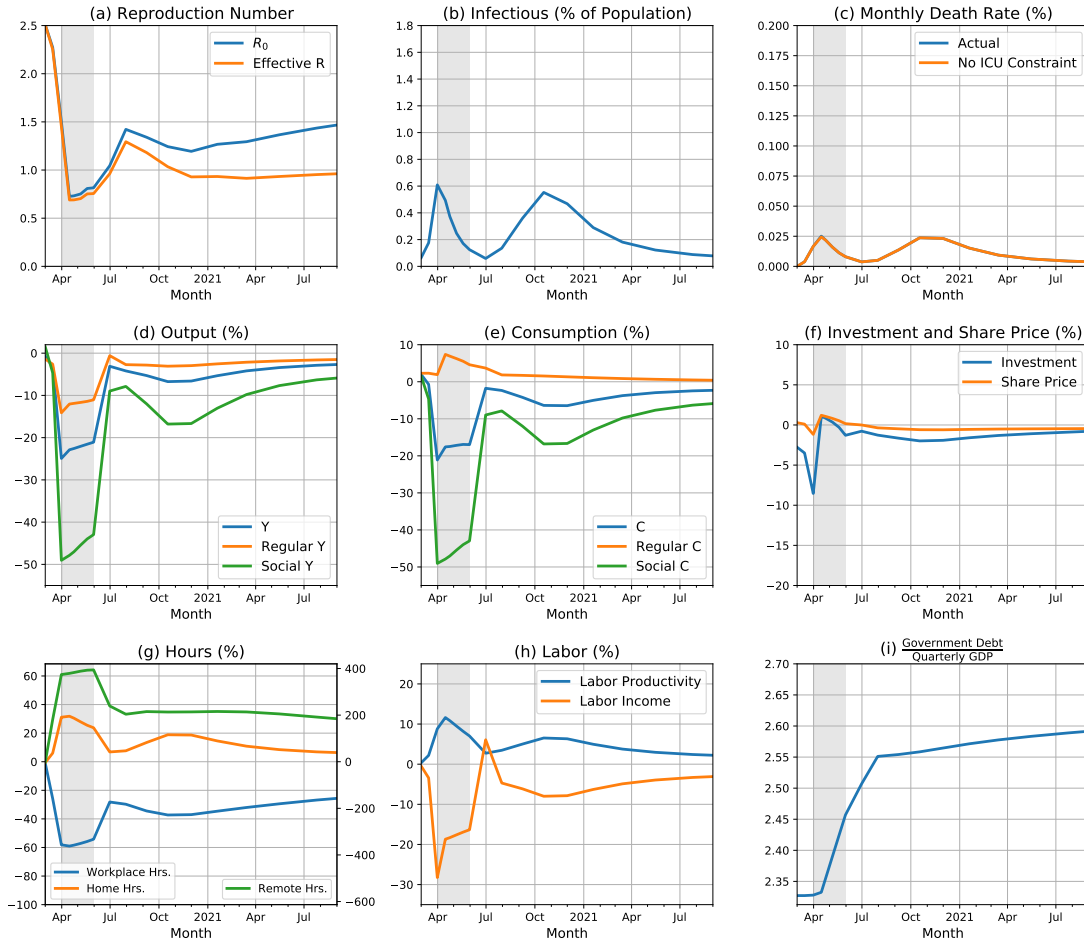 (a) Reproduction Number
2.5
2.0
1.5
1.0
0.5
0.0
R0
Effective R
Apr Jul Oct 2021 Apr Jul
Month
(b) Infectious (% of Population)
1.8
1.6
1.4
1.2
1.0
0.8
0.6
0.4
0.2
0.0
Apr Jul Oct 2021 Apr Jul
Month
(c) Monthly Death Rate (%)
0.200
0.175
0.150
0.125
0.100
0.075
0.050
0.025
0.000
Actual
No ICU Constraint
Apr Jul Oct 2021 Apr Jul
Month
(d) Output (%)
0
−10
−20
−30
−40
−50
Y
Regular Y
Social Y
Apr Jul Oct 2021 Apr Jul
Month
(e) Consumption (%)
10
0
−10
−20
−30
−40
−50
C
Regular C
Social C
Apr Jul Oct 2021 Apr Jul
Month
(f) Investment and Share Price (%)
10
5
0
−5
−10
−15
−20
Investment
Share Price
Apr Jul Oct 2021 Apr Jul
Month
(g) Hours (%)
60
40
20
0
−20
−40
−60
−80
−100
400
200
0
−200
−400
−600
Workplace Hrs.
Home Hrs.
Remote Hrs.
Apr Jul Oct 2021 Apr Jul
Month
(h) Labor (%)
20
10
0
−10
−20
−30
Labor Productivity
Labor Income
Apr Jul Oct 2021 Apr Jul
Month
(i) Government Debt
Quarterly GDP
2.70
2.65
2.60
2.55
2.50
2.45
2.40
2.35
Apr Jul Oct 2021 Apr Jul
Month